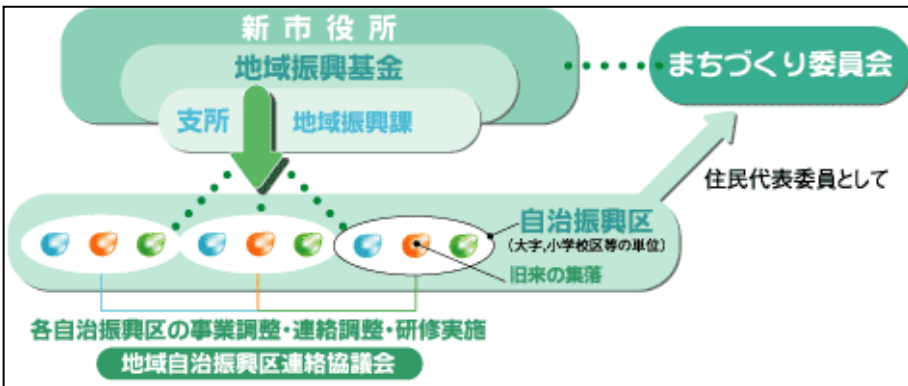 新市役所
地域振興基金
まちづくり委員会
支所
地域振興課
住民代表委員として
自治振興区
(大字,小学校区等の単位)
旧来の集落
各自治振興区の事業調整・連絡調整・研修実施
地域自治振興区連絡協議会